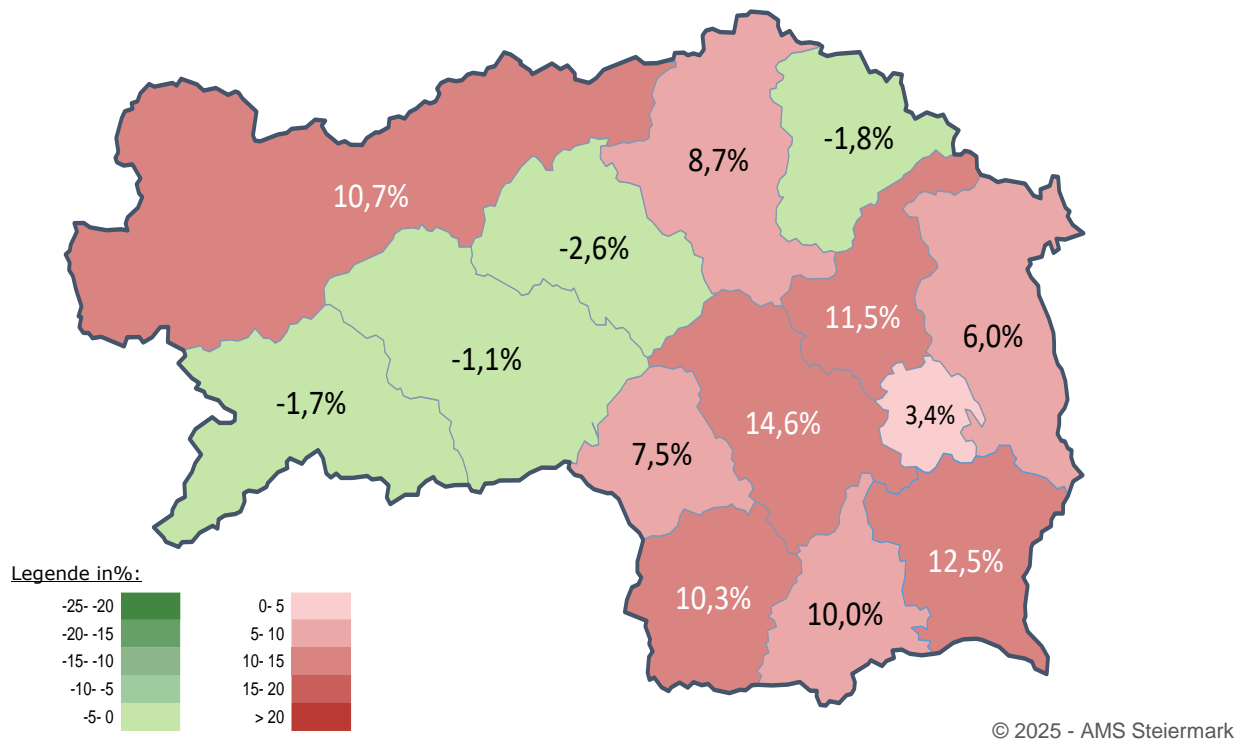 8,7%
-1,8%
10,7%
-2,6%
11,5%
6,0%
-1,1%
-1,7%
3,4%
14,6%
7,5%
12,5%
10,3%
10,0%
Legende in%:
-25- -20 0- 5
-20- -15 5- 10
-15- -10 10- 15
-10- -5 15- 20
-5- 0 > 20
© 2025 - AMS Steiermark